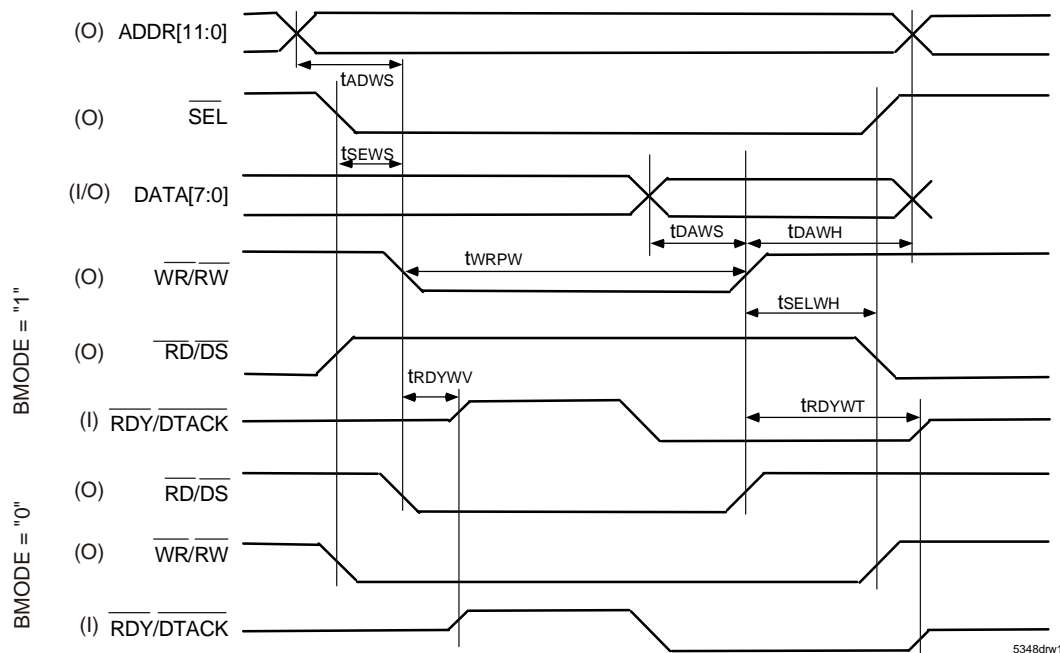 (O) ADDR[11:0]
tADWS
(O) SEL
tSEWS
(I/O) DATA[7:0]
tDAWS
tDAWH
(O) WR/RW
tWRPW
tSELWH
BMODE = "1"
(O) RD/DS
tRDYWV
tRDYWT
(I) RDY/DTACK
(O) RD/DS
BMODE = "0"
(O) WR/RW
(I) RDY/DTACK